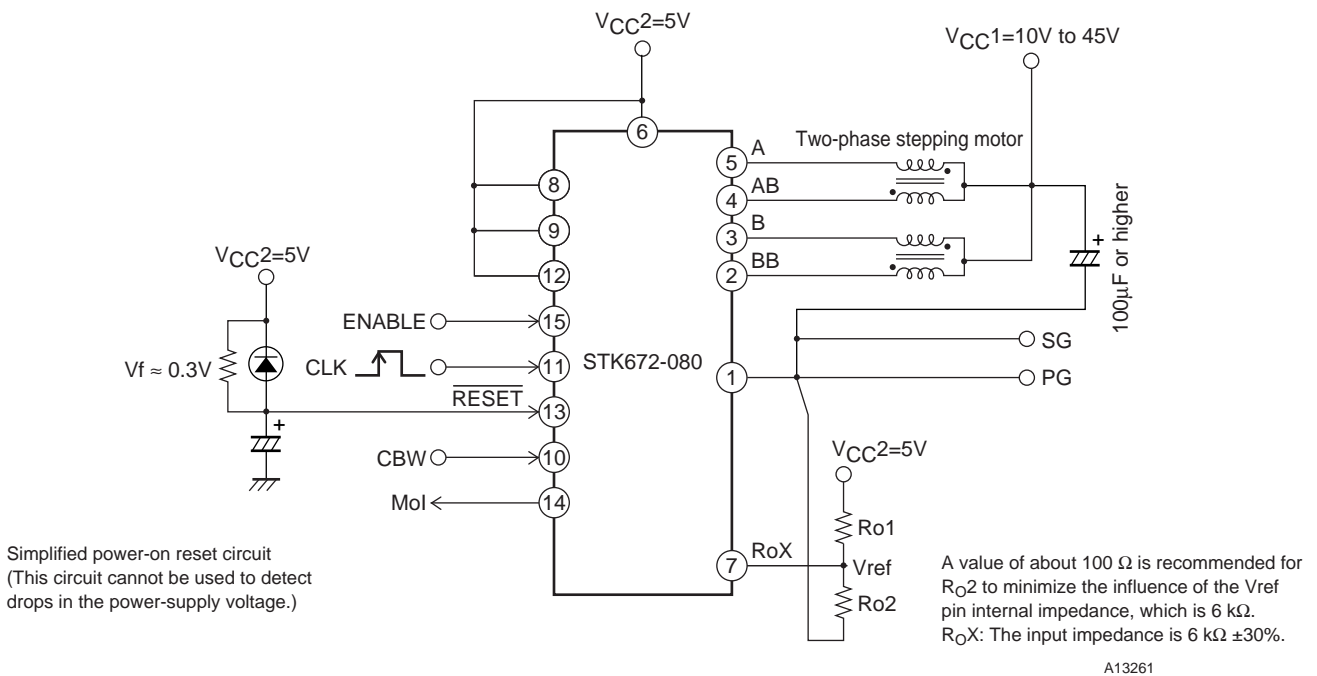 VCC2=5V
VCC1=10V to 45V
6
Two-phase stepping motor
5
A
8
4
AB
100µF or higher
+
9
3
B
VCC2=5V
12
2
BB
ENABLE
15
SG
Vf ≈ 0.3V
CLK
11
STK672-080
1
PG
RESET
13
+
CBW
10
VCC2=5V
MoI
14
Ro1
7
RoX
Vref
Ro2
Simplified power-on reset circuit
(This circuit cannot be used to detect
drops in the power-supply voltage.)
A value of about 100 Ω is recommended for
RO2 to minimize the influence of the Vref
pin internal impedance, which is 6 kΩ.
ROX: The input impedance is 6 kΩ ±30%.
A13261